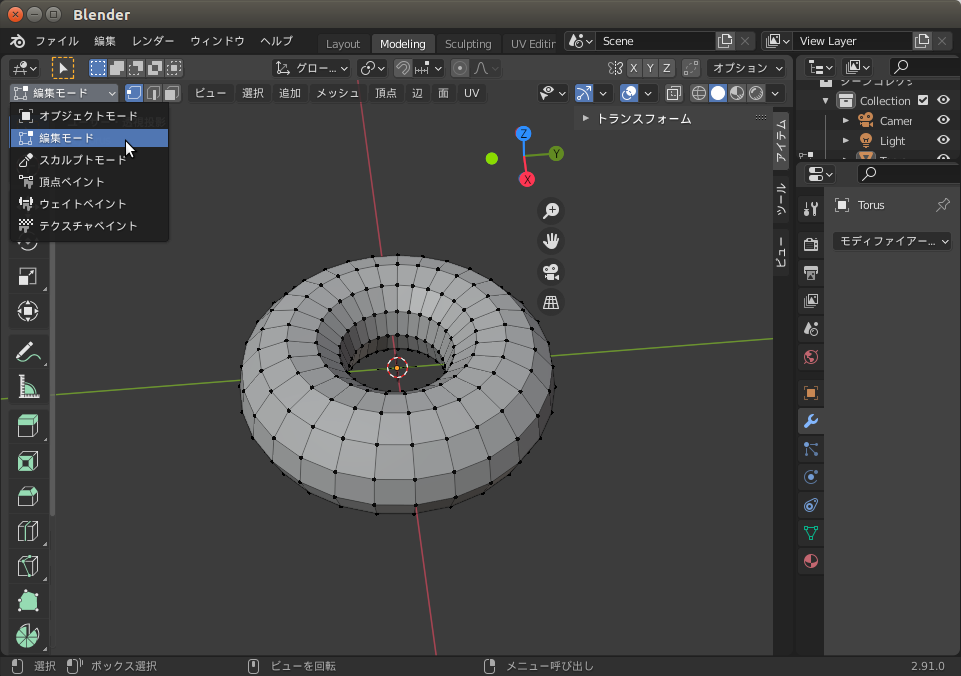 Blender
ファイル 編集 レンダー ウィンドウ ヘルプ Layout Modeling Sculpting UV Editin Scene View Layer
グロー... X Y Z オプション
編集モード ビュー 選択 追加 メッシュ 頂点 辺 面 UV
オブジェクトモード
編集モード
スカルプトモード
頂点ペイント
ウェイトペイント
テクスチャペイント
トランスフォーム
Z
Y
X
アイテム
ツール
ビュー
シーンコレクシ
Collection
Camer
Light
Torus
モディファイアー...
選択 ボックス選択 ビューを回転 メニュー呼び出し 2.91.0